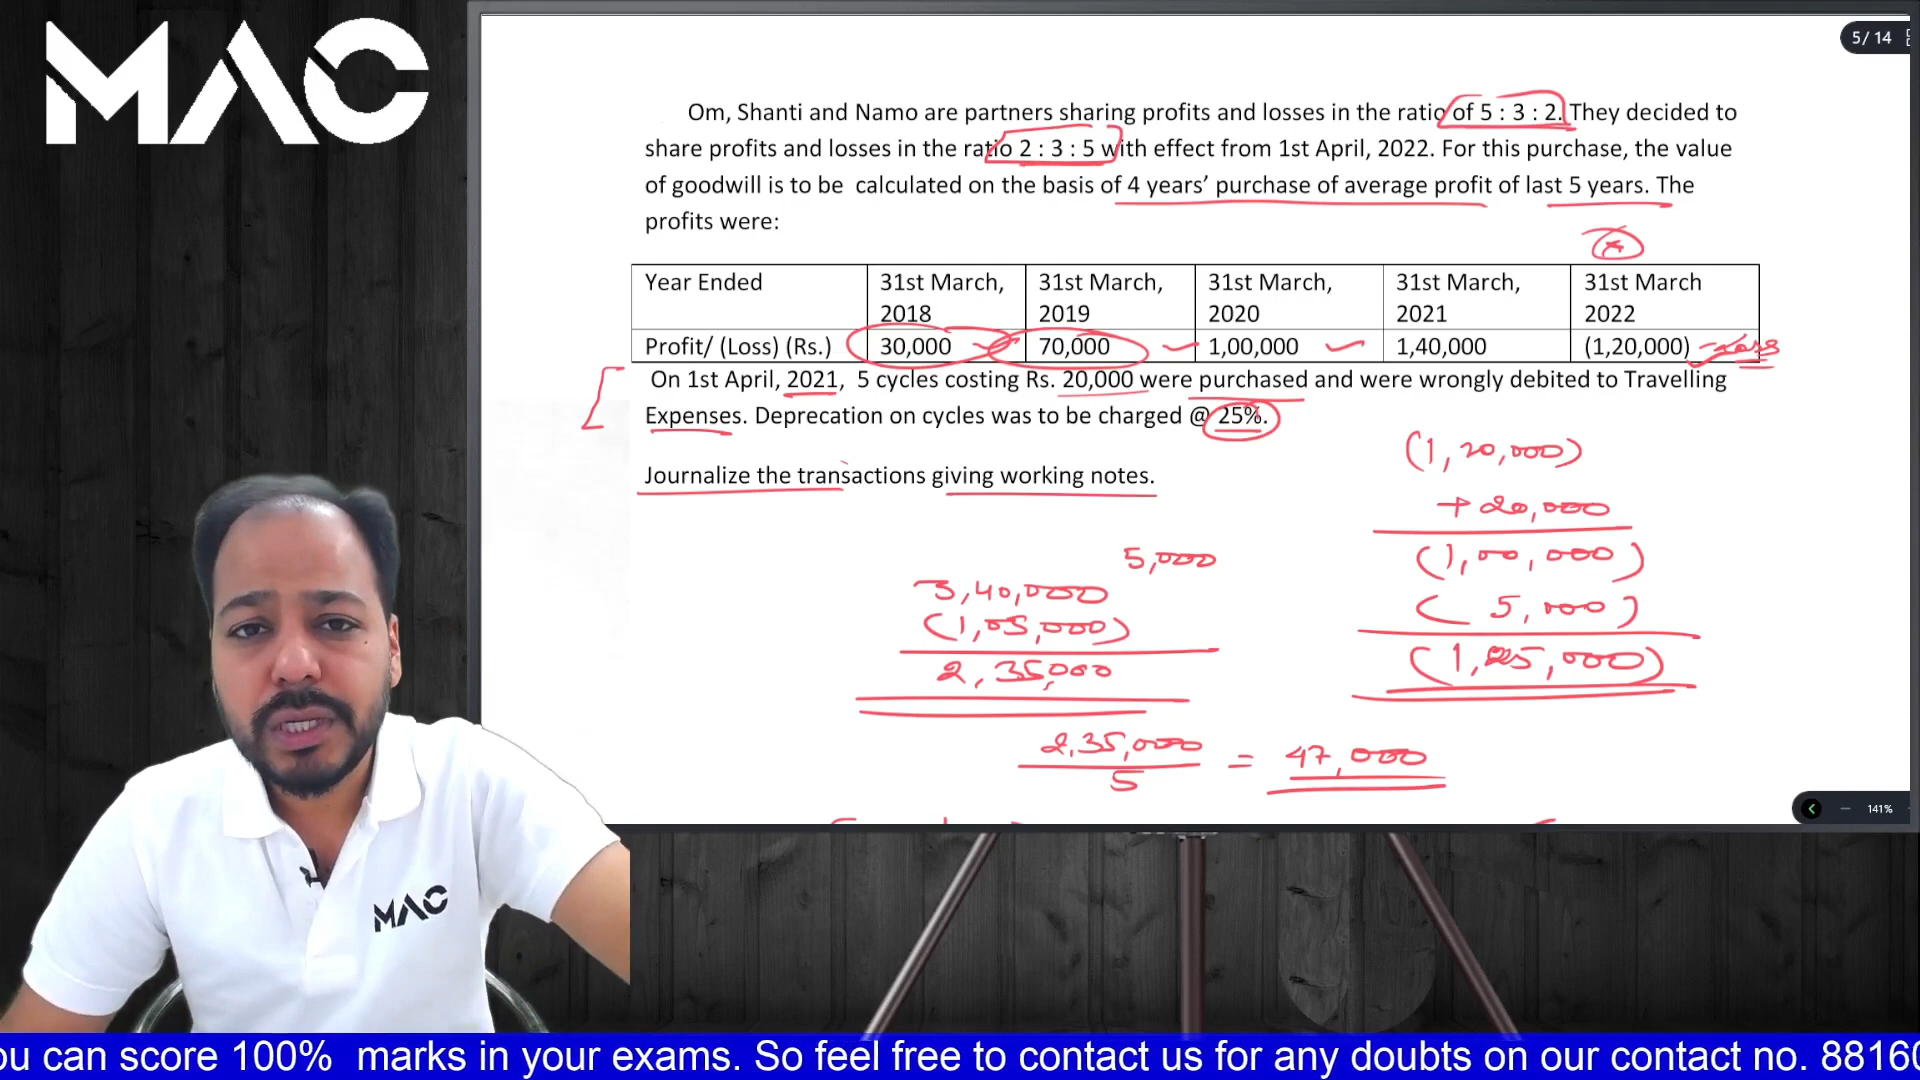 MAC
5/ 14
Om, Shanti and Namo are partners sharing profits and losses in the ratio of 5 : 3 : 2. They decided to
share profits and losses in the ratio 2 : 3 : 5 with effect from 1st April, 2022. For this purchase, the value
of goodwill is to be calculated on the basis of 4 years’ purchase of average profit of last 5 years. The
profits were:
Year Ended 31st March, 2018 31st March, 2019 31st March, 2020 31st March, 2021 31st March 2022
Profit/ (Loss) (Rs.) 30,000 70,000 1,00,000 1,40,000 (1,20,000)
On 1st April, 2021, 5 cycles costing Rs. 20,000 were purchased and were wrongly debited to Travelling
Expenses. Deprecation on cycles was to be charged @ 25%.
Journalize the transactions giving working notes.
(1,20,000)
+ 20,000
(1,00,000)
( 5,000)
(1,05,000)
5,000
3,40,000
(1,05,000)
2,35,000
2,35,000
5
= 47,000
141%
MAC
ou can score 100% marks in your exams. So feel free to contact us for any doubts on our contact no. 88160